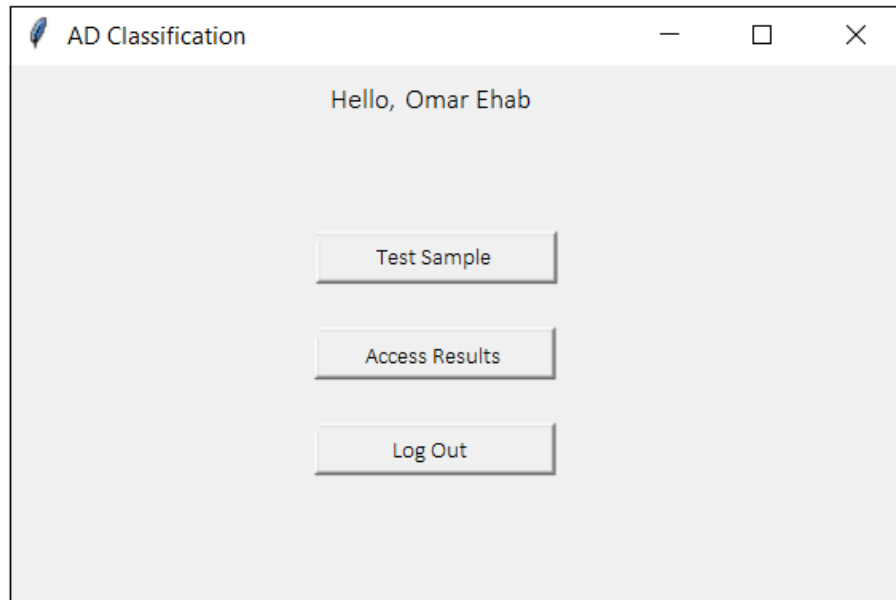 AD Classification
Hello, Omar Ehab
Test Sample
Access Results
Log Out